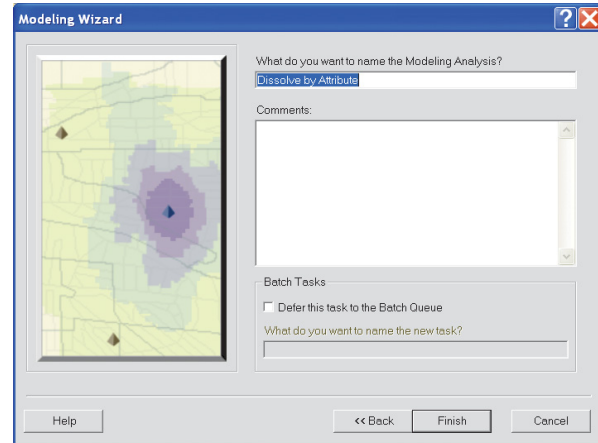 Modeling Wizard
What do you want to name the Modeling Analysis?
Dissolve by Attribute
Comments:
Batch Tasks
Defer this task to the Batch Queue
What do you want to name the new task?
Help
<< Back
Finish
Cancel